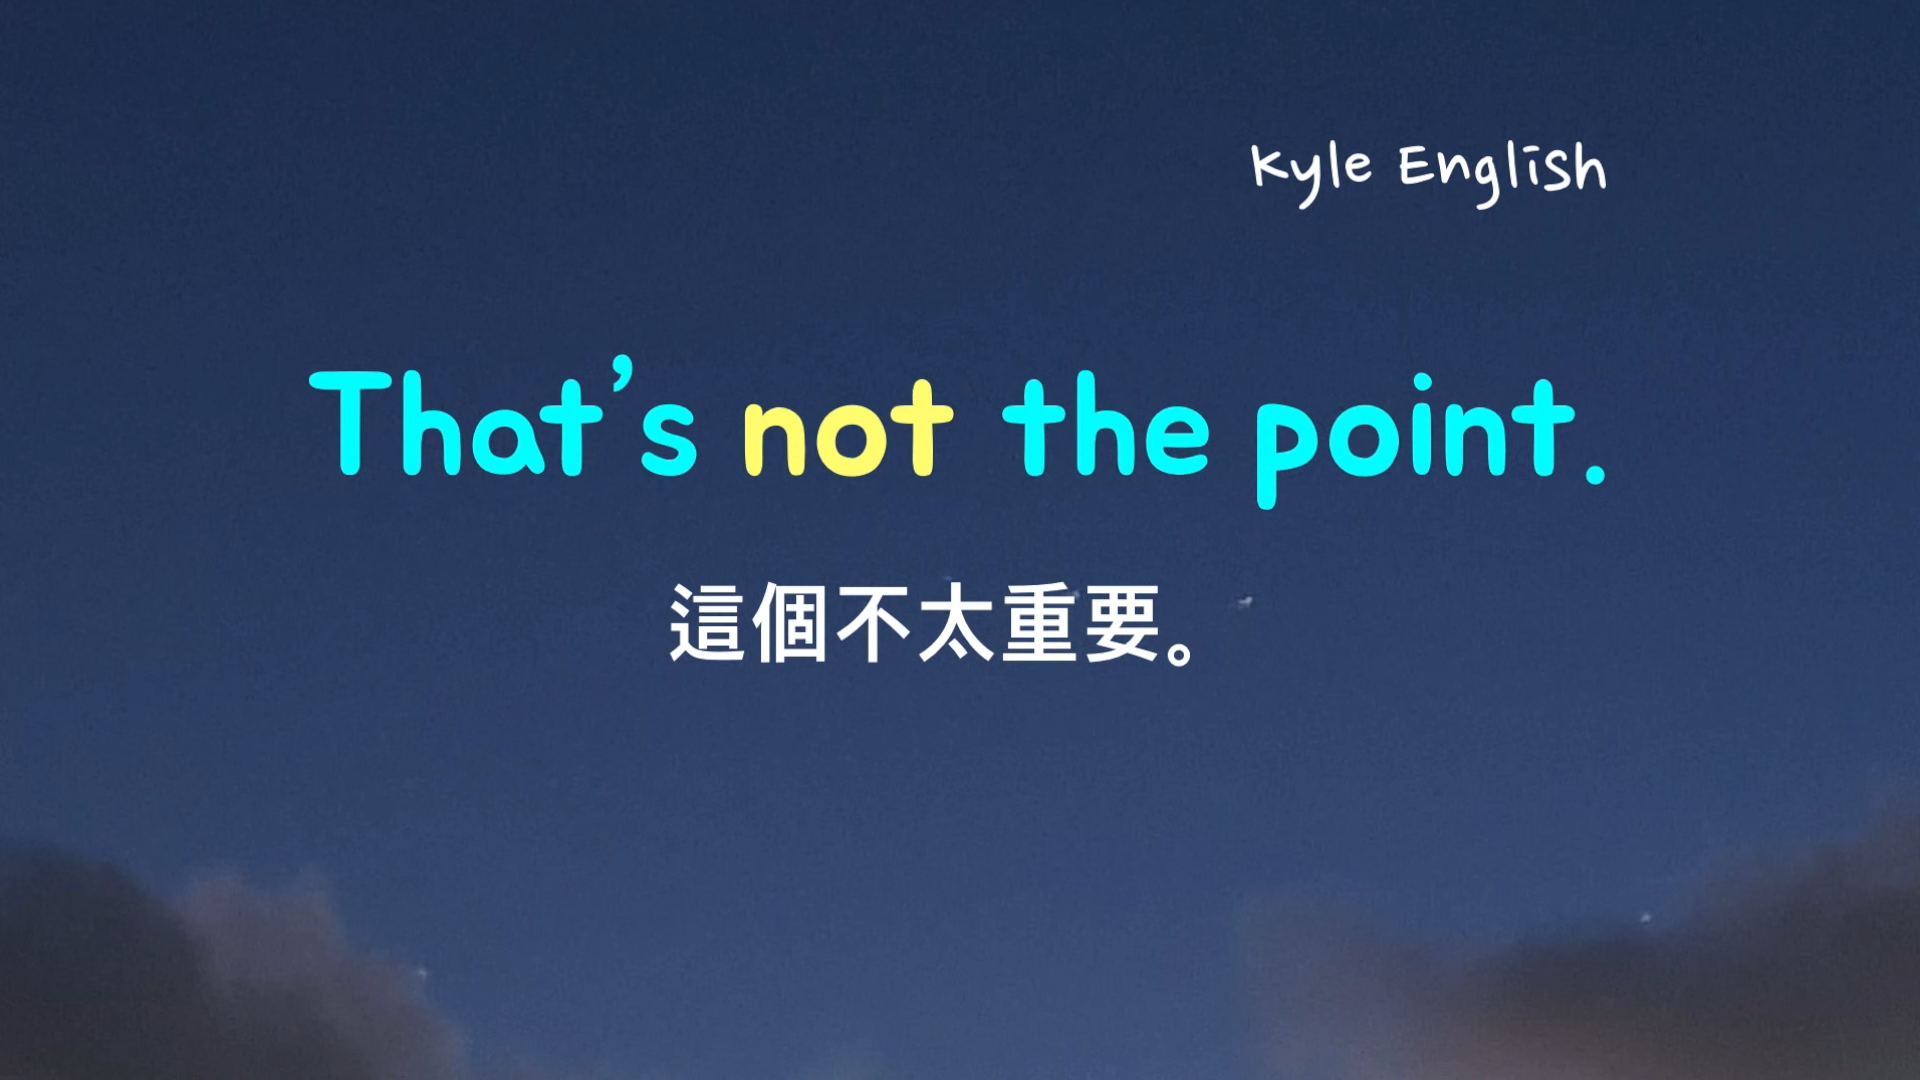 Kyle English
That’s not the point.
這個不太重要。